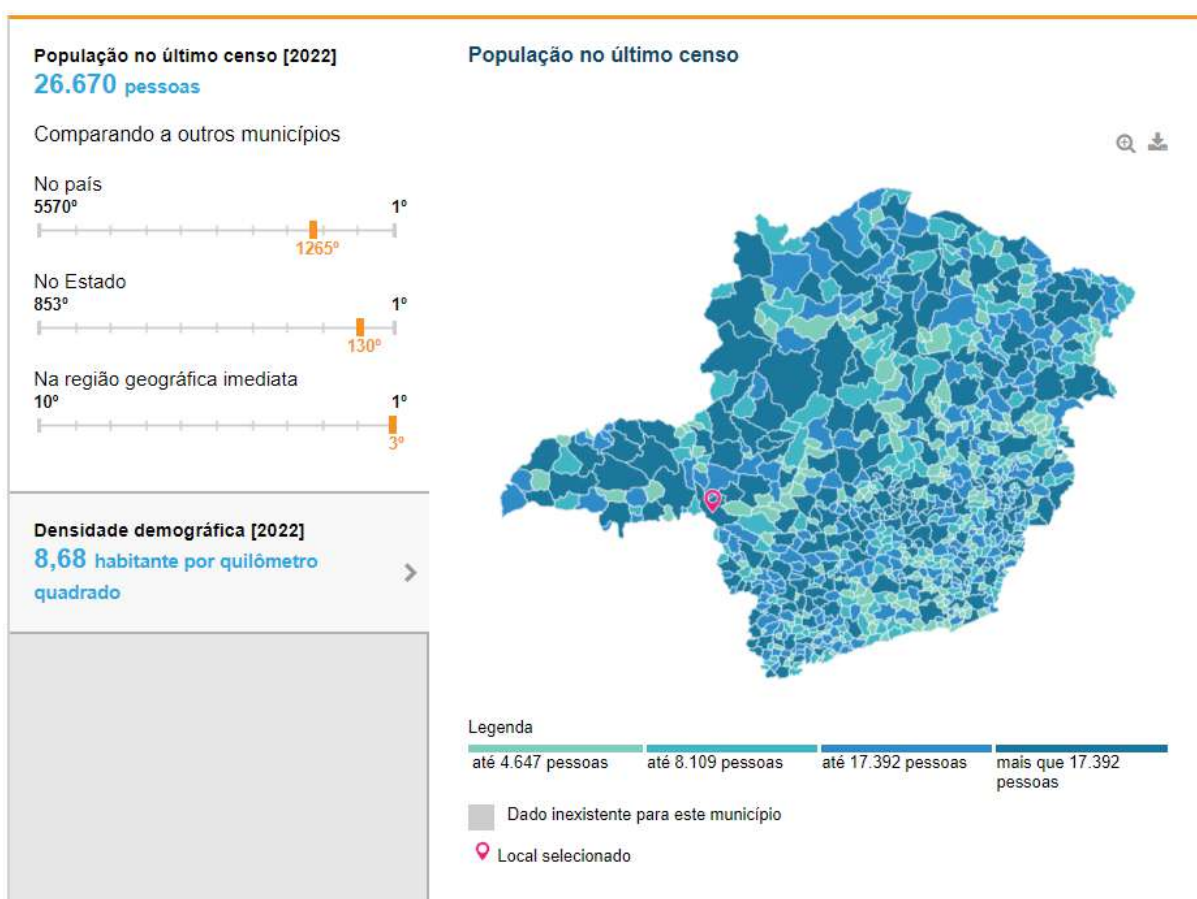 População no último censo [2022]
26.670 pessoas
Comparando a outros municípios
No país
5570º 1º
1265º
No Estado
853º 1º
130º
Na região geográfica imediata
10º 1º
3º
Densidade demográfica [2022]
8,68 habitante por quilômetro
quadrado
População no último censo
Legenda
até 4.647 pessoas
até 8.109 pessoas
até 17.392 pessoas
mais que 17.392
pessoas
Dado inexistente para este município
Local selecionado